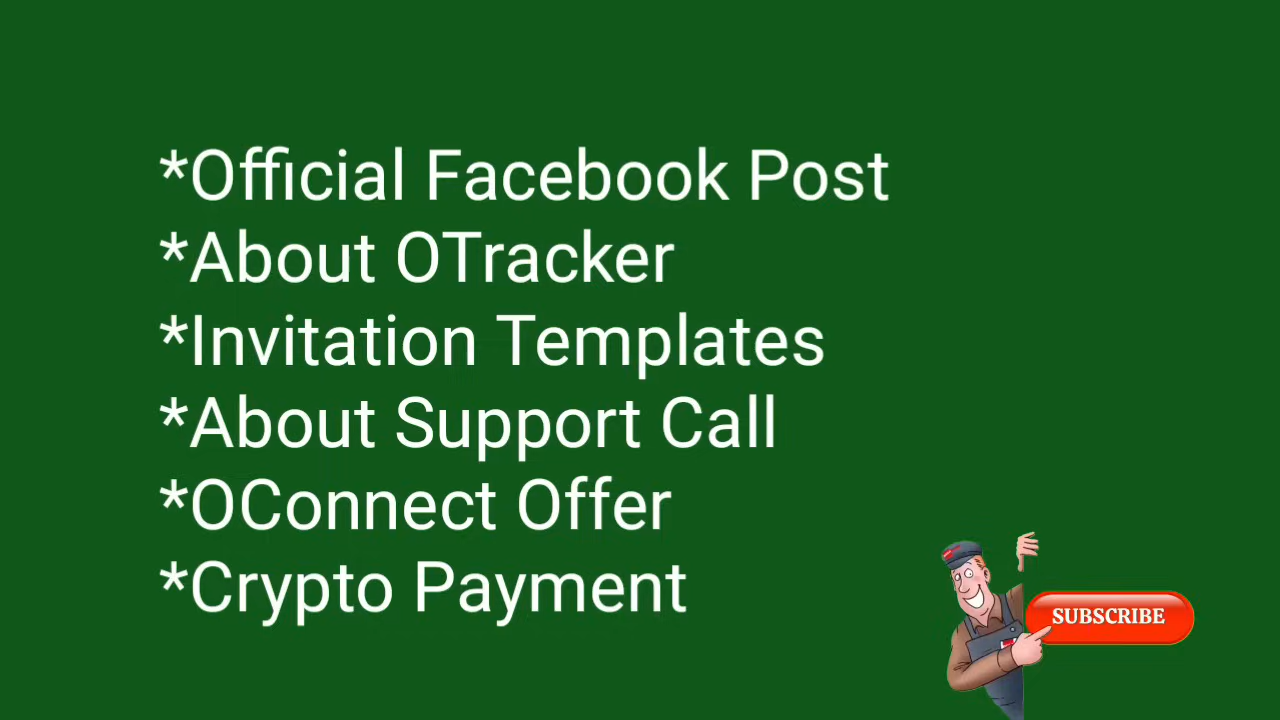 *Official Facebook Post
*About OTracker
*Invitation Templates
*About Support Call
*OConnect Offer
*Crypto Payment
SUBSCRIBE